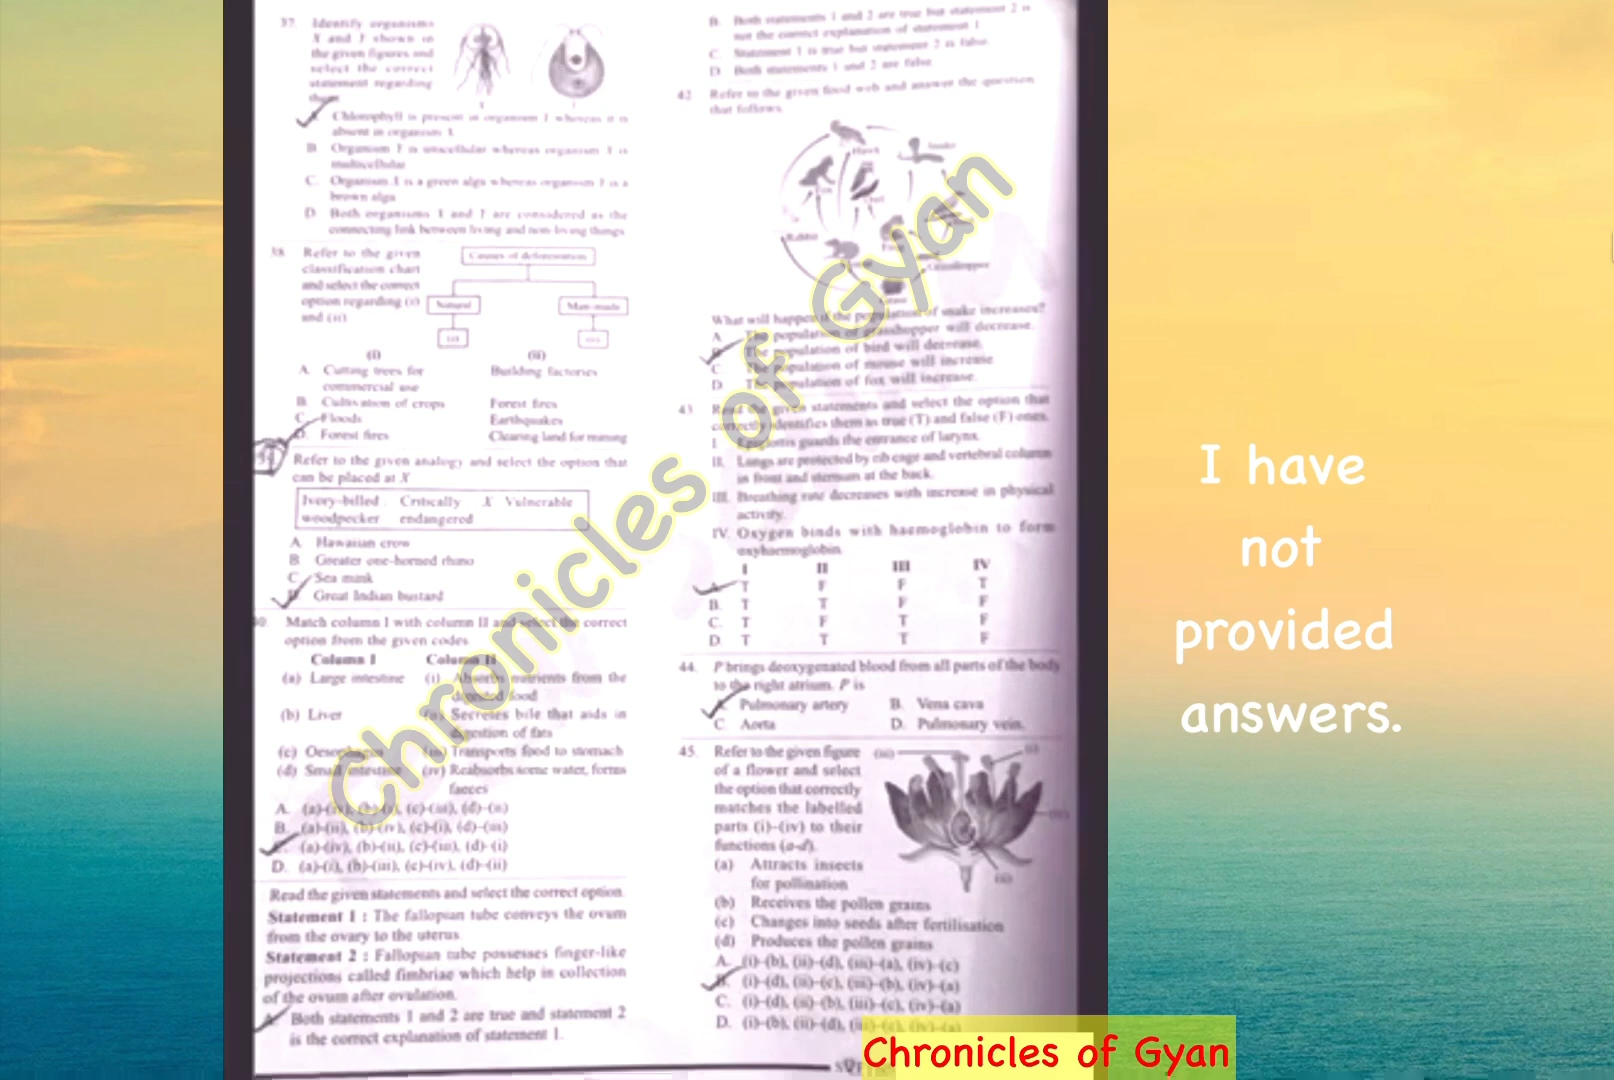 37. Identify organisms
X and Y shown in
the given figures and
select the correct
statement regarding
them.
A. Chlorophyll is present in organism Y whereas it is
absent in organism X.
B. Organism Y is unicellular whereas organism X is
multicellular.
C. Organism X is a green alga whereas organism Y is a
brown alga.
D. Both organisms X and Y are considered as the
connecting link between living and non-living things.
38. Refer to the given
classification chart
and select the correct
option regarding (i)
and (ii).
Causes of deforestation
Natural
Man-made
(i)
(ii)
(i) (ii)
A. Cutting trees for Building factories
commercial use
B. Cultivation of crops Forest fires
C. Floods Earthquakes
D. Forest fires Clearing land for mining
39. Refer to the given analogy and select the option that
can be placed at X.
Ivory-billed : Critically X : Vulnerable
woodpecker endangered
A. Hawaiian crow
B. Greater one-horned rhino
C. Sea mink
D. Great Indian bustard
40. Match column I with column II and select the correct
option from the given codes.
Column I Column II
(a) Large intestine (i) Absorbs nutrients from the
digested food
(b) Liver (ii) Secretes bile that aids in
digestion of fats
(c) Oesophagus (iii) Transports food to stomach
(d) Small intestine (iv) Reabsorbs some water, forms
faeces
A. (a)-(iv), (b)-(i), (c)-(iii), (d)-(ii)
B. (a)-(ii), (b)-(iv), (c)-(i), (d)-(iii)
C. (a)-(iv), (b)-(ii), (c)-(iii), (d)-(i)
D. (a)-(i), (b)-(iii), (c)-(iv), (d)-(ii)
Read the given statements and select the correct option.
Statement 1 : The fallopian tube conveys the ovum
from the ovary to the uterus.
Statement 2 : Fallopian tube possesses finger-like
projections called fimbriae which help in collection
of the ovum after ovulation.
A. Both statements 1 and 2 are true and statement 2
is the correct explanation of statement 1.
B. Both statements 1 and 2 are true but statement 2 is
not the correct explanation of statement 1.
C. Statement 1 is true but statement 2 is false.
D. Both statements 1 and 2 are false.
42. Refer to the given food web and answer the question
that follows.
Hawk
Snake
Fox
Owl
Rabbit
Grasshopper
What will happen if the population of snake increases?
A. The population of grasshopper will decrease.
B. The population of bird will decrease.
C. The population of mouse will increase
D. The population of fox will increase.
43. Read the given statements and select the option that
correctly identifies them as true (T) and false (F) ones.
I. Epiglottis guards the entrance of larynx.
II. Lungs are protected by rib cage and vertebral column
in front and sternum at the back.
III. Breathing rate decreases with increase in physical
activity.
IV. Oxygen binds with haemoglobin to form
oxyhaemoglobin.
I II III IV
A. T F F T
B. T T F F
C. T F T F
D. T T T F
44. P brings deoxygenated blood from all parts of the body
to the right atrium. P is
A. Pulmonary artery B. Vena cava
C. Aorta D. Pulmonary vein.
45. Refer to the given figure
of a flower and select
the option that correctly
matches the labelled
parts (i)-(iv) to their
functions (a-d).
(iii)
(i)
(iv)
(ii)
(a) Attracts insects
for pollination
(b) Receives the pollen grains
(c) Changes into seeds after fertilisation
(d) Produces the pollen grains
A. (i)-(b), (ii)-(d), (iii)-(a), (iv)-(c)
B. (i)-(d), (ii)-(c), (iii)-(b), (iv)-(a)
C. (i)-(d), (ii)-(b), (iii)-(c), (iv)-(a)
D. (i)-(b), (ii)-(d), (iii)-(c), (iv)-(a)
Chronicles of Gyan
I have
not
provided
answers.
Chronicles of Gyan